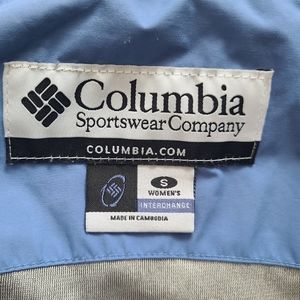 Columbia
Sportswear Company
COLUMBIA.COM
S
WOMEN'S
INTERCHANGE
MADE IN CAMBODIA